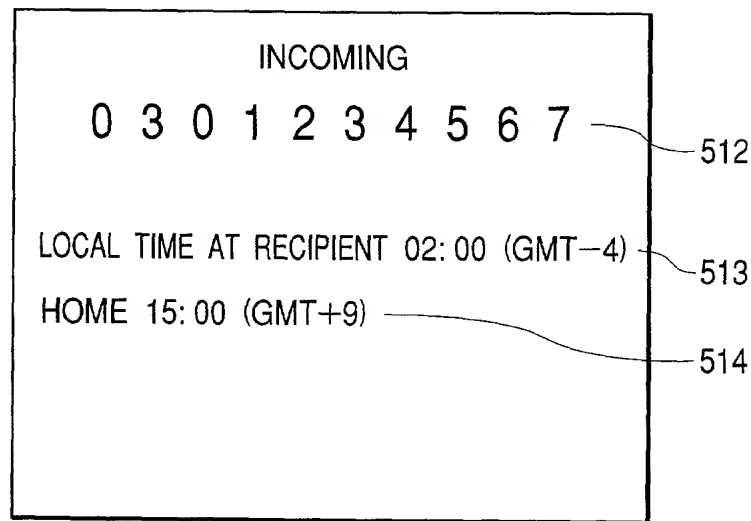 INCOMING
0 3 0 1 2 3 4 5 6 7
512
LOCAL TIME AT RECIPIENT 02:00 (GMT−4)
513
HOME 15:00 (GMT+9)
514